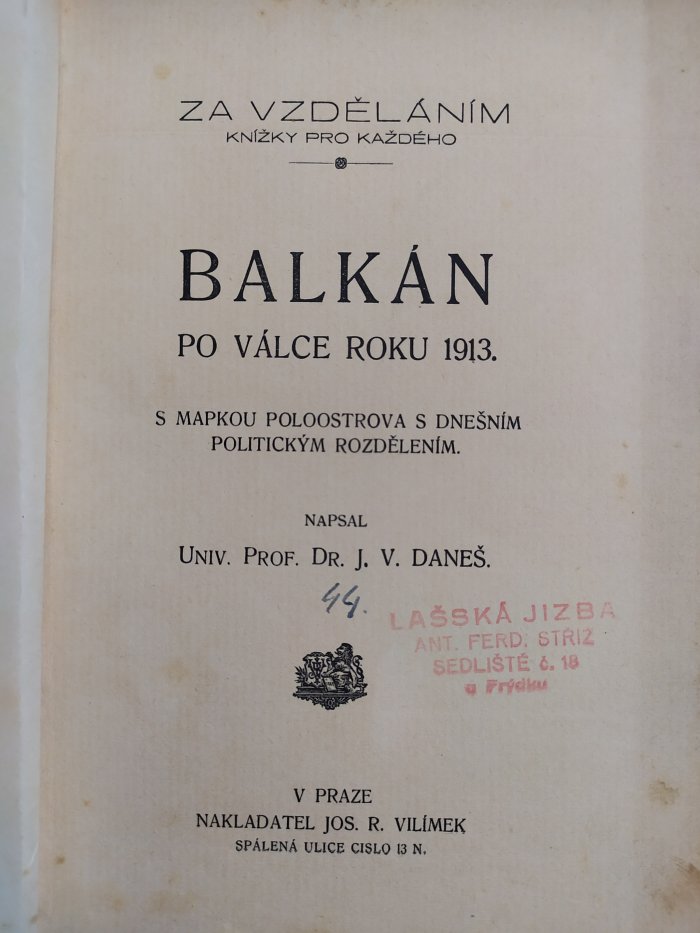 ZA VZDĚLÁNÍM
KNÍŽKY PRO KAŽDÉHO
BALKÁN
PO VÁLCE ROKU 1913.
S MAPKOU POLOOSTROVA S DNEŠNÍM
POLITICKÝM ROZDĚLENÍM.
NAPSAL
UNIV. PROF. DR. J. V. DANEŠ.
44.
LAŠSKÁ JIZBA
ANT. FERD. STŘIŽ
SEDLIŠTĚ č. 18
u Frýdku
V PRAZE
NAKLADATEL JOS. R. VILÍMEK
SPÁLENÁ ULICE CISLO 13 N.